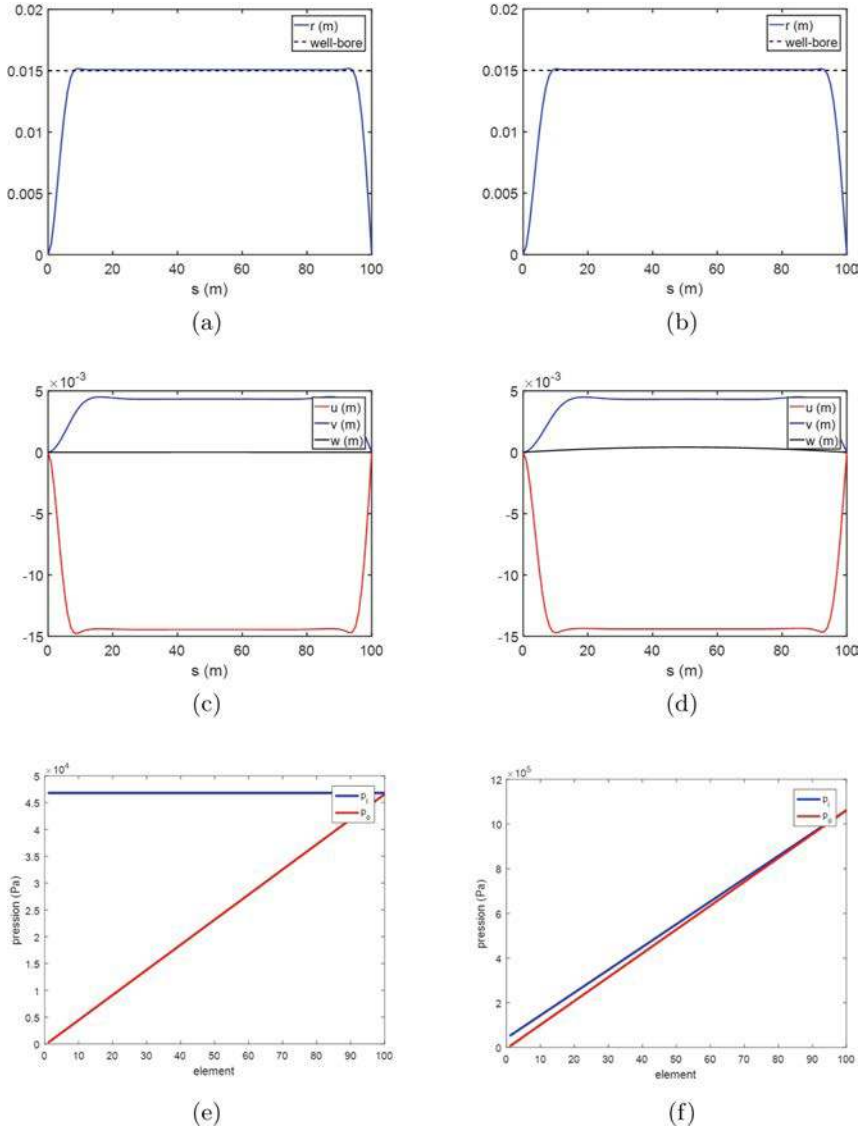 0.02
r (m)
well-bore
0.015
0.01
0.005
0
0 20 40 60 80 100
s (m)
(a)
0.02
r (m)
well-bore
0.015
0.01
0.005
0
0 20 40 60 80 100
s (m)
(b)
×10⁻³
5
u (m)
v (m)
w (m)
0
-5
-10
-15
0 20 40 60 80 100
s (m)
(c)
×10⁻³
5
u (m)
v (m)
w (m)
0
-5
-10
-15
0 20 40 60 80 100
s (m)
(d)
×10⁴
5
4.5
4
3.5
3
2.5
2
1.5
1
0.5
0
pression (Pa)
pᵢ
pₒ
0 10 20 30 40 50 60 70 80 90 100
element
(e)
×10⁵
12
10
8
6
4
2
0
pression (Pa)
pᵢ
pₒ
0 10 20 30 40 50 60 70 80 90 100
element
(f)